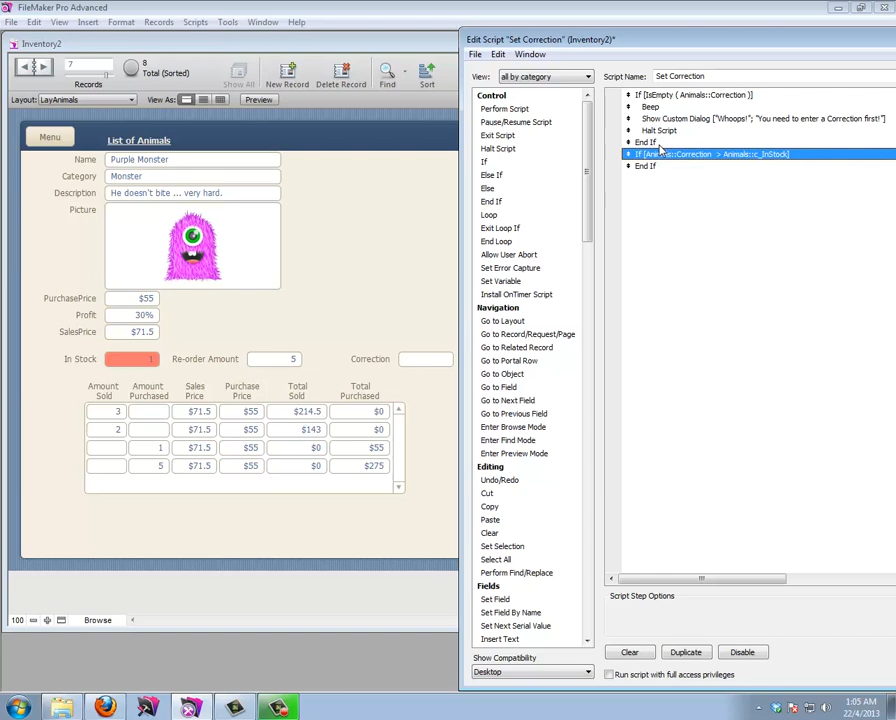 FileMaker Pro Advanced
File Edit View Insert Format Records Scripts Tools Window Help
Inventory2
7
Records
8
Total (Sorted)
Show All
New Record
Delete Record
Find
Sort
Layout: LayAnimals
View As:
Preview
Menu
List of Animals
Name Purple Monster
Category Monster
Description He doesn't bite ... very hard.
Picture
PurchasePrice $55
Profit 30%
SalesPrice $71.5
In Stock 1 Re-order Amount 5 Correction
Amount Sold
Amount Purchased
Sales Price
Purchase Price
Total Sold
Total Purchased
3 $71.5 $55 $214.5 $0
2 $71.5 $55 $143 $0
1 $71.5 $55 $0 $55
5 $71.5 $55 $0 $275
100
Browse
Edit Script "Set Correction" (Inventory2)*
File Edit Window
View: all by category
Script Name: Set Correction
Control
Perform Script
Pause/Resume Script
Exit Script
Halt Script
If
Else If
Else
End If
Loop
Exit Loop If
End Loop
Allow User Abort
Set Error Capture
Set Variable
Install OnTimer Script
Navigation
Go to Layout
Go to Record/Request/Page
Go to Related Record
Go to Portal Row
Go to Object
Go to Field
Go to Next Field
Go to Previous Field
Enter Browse Mode
Enter Find Mode
Enter Preview Mode
Editing
Undo/Redo
Cut
Copy
Paste
Clear
Set Selection
Select All
Perform Find/Replace
Fields
Set Field
Set Field By Name
Set Next Serial Value
Insert Text
If [IsEmpty ( Animals::Correction )]
Beep
Show Custom Dialog ["Whoops!"; "You need to enter a Correction first!"]
Halt Script
End If
If [Animals::Correction > Animals::c_InStock]
End If
Script Step Options
Clear
Duplicate
Disable
Show Compatibility
Desktop
Run script with full access privileges
1:05 AM
22/4/2013